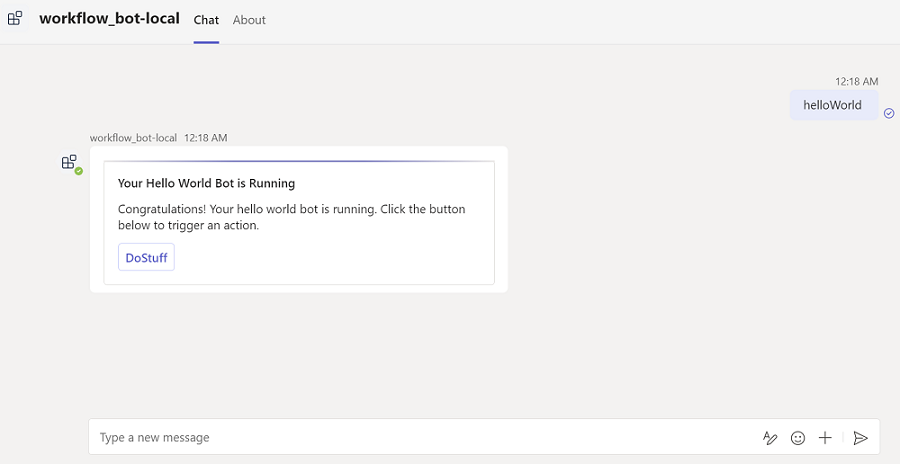 workflow_bot-local Chat About
12:18 AM
helloWorld
workflow_bot-local 12:18 AM
Your Hello World Bot is Running
Congratulations! Your hello world bot is running. Click the button
below to trigger an action.
DoStuff
Type a new message